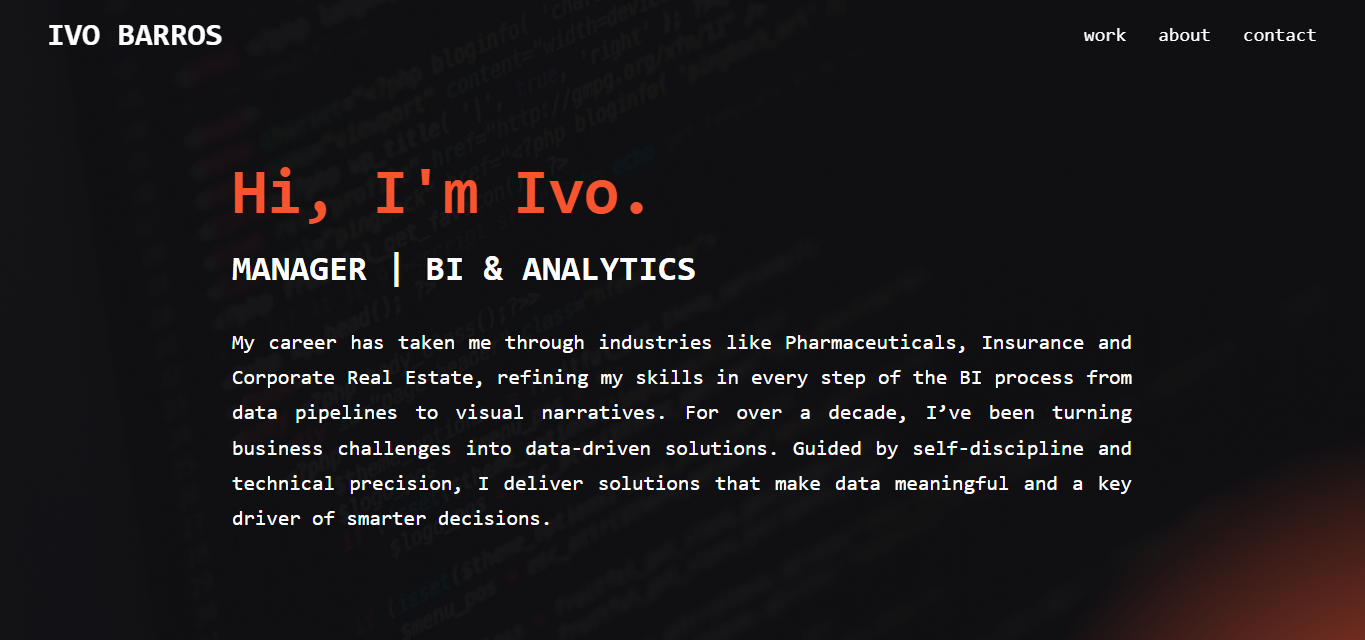 IVO BARROS
work about contact
Hi, I'm Ivo.
MANAGER | BI & ANALYTICS
My career has taken me through industries like Pharmaceuticals, Insurance and
Corporate Real Estate, refining my skills in every step of the BI process from
data pipelines to visual narratives. For over a decade, I’ve been turning
business challenges into data-driven solutions. Guided by self-discipline and
technical precision, I deliver solutions that make data meaningful and a key
driver of smarter decisions.